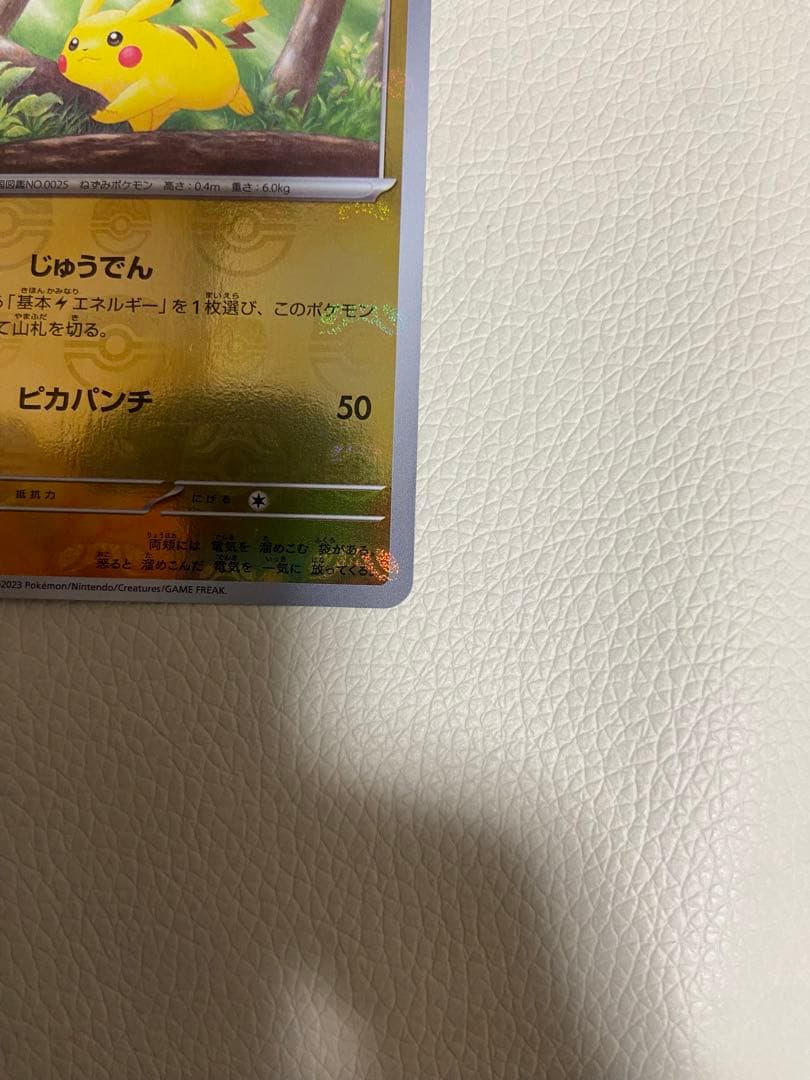 図鑑NO.0025 ねずみポケモン 高さ:0.4m 重さ:6.0kg
じゅうでん
「基本エネルギー」を1枚選び、このポケモン
て山札を切る。
ピカパンチ 50
抵抗力 にげる
両頬には 電気を 溜めこむ 袋がある。
怒ると 溜めこんだ 電気を 一気に 放ってくる。
2023 Pokémon/Nintendo/Creatures/GAME FREAK.